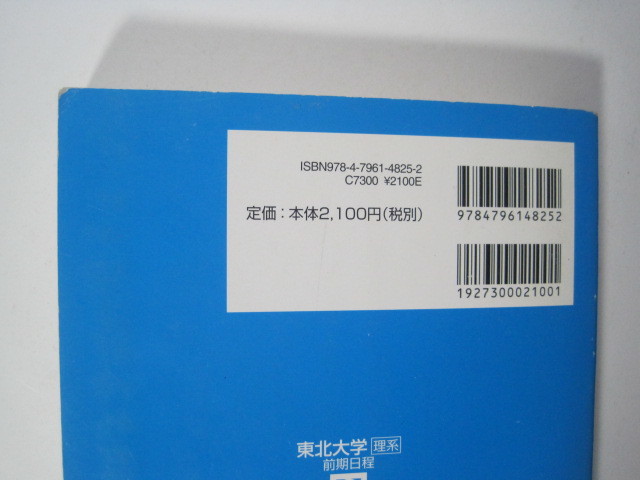 ISBN978-4-7961-4825-2
C7300 ¥2100E
定価：本体2,100円（税別）
9784796148252
1927300021001
東北大学 理系
前期日程